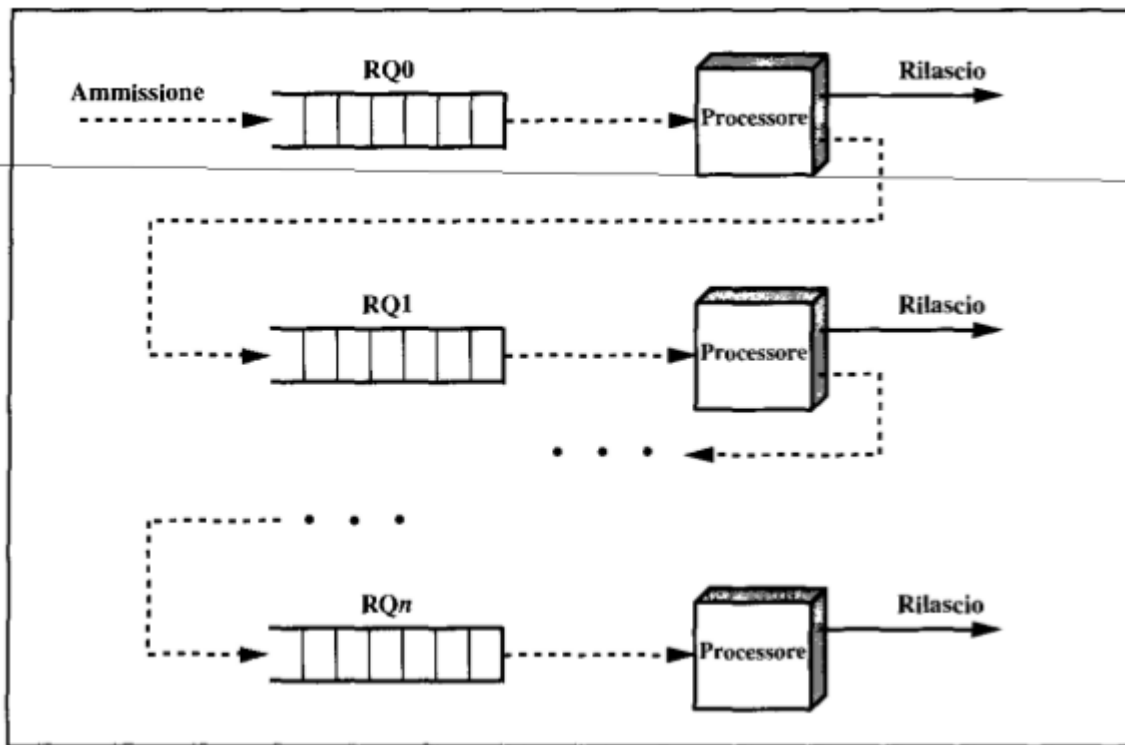 RQ0
Ammissione
Processore
Rilascio
RQ1
Processore
Rilascio
• • •
• • •
RQn
Processore
Rilascio